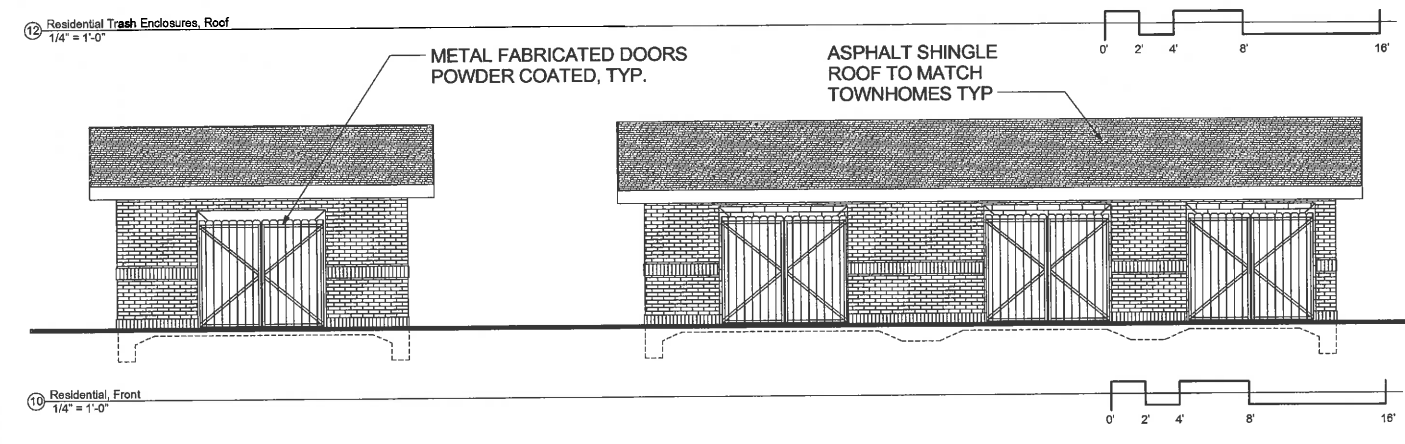 12 Residential Trash Enclosures, Roof
1/4" = 1'-0"
0' 2' 4' 8' 16'
METAL FABRICATED DOORS
POWDER COATED, TYP.
ASPHALT SHINGLE
ROOF TO MATCH
TOWNHOMES TYP
10 Residential, Front
1/4" = 1'-0"
0' 2' 4' 8' 16'